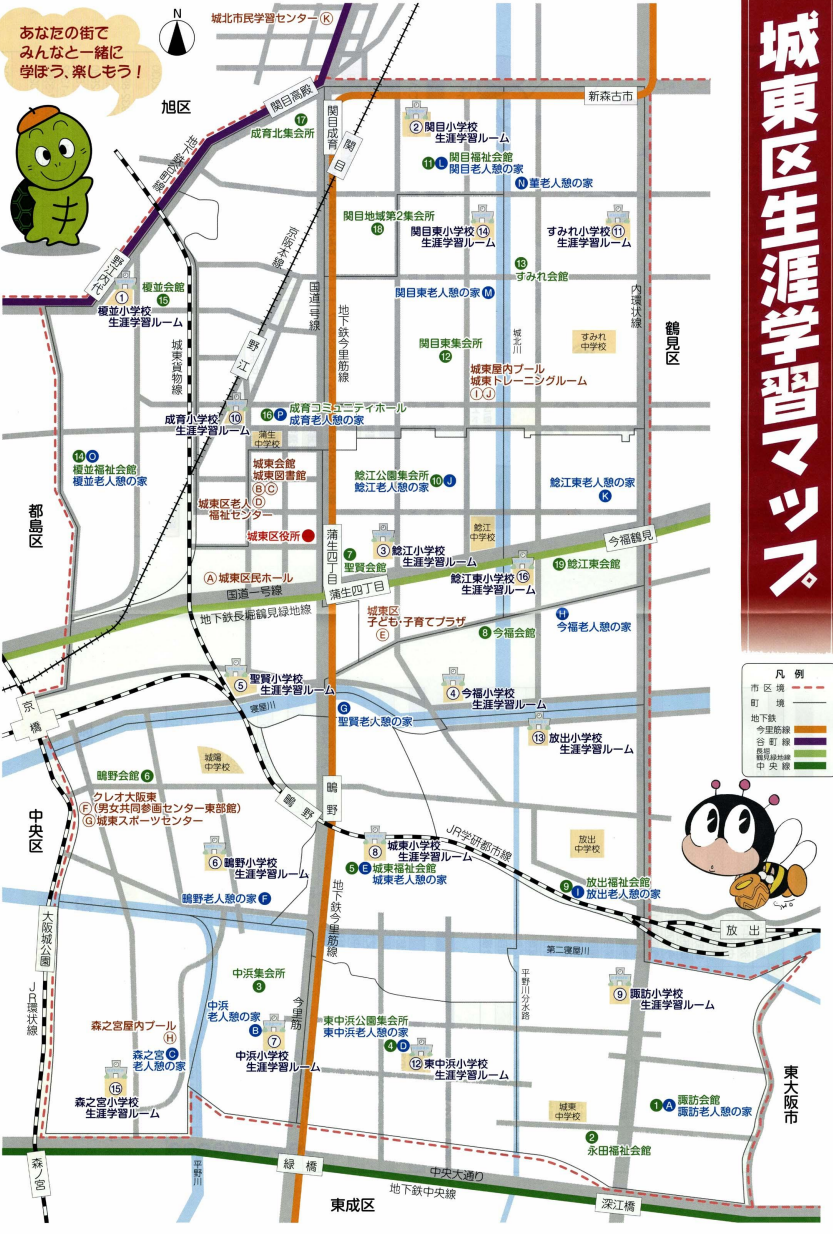 城東区生涯学習マップ
あなたの街で
みんなと一緒に
学ぼう、楽しもう！
N
城北市民学習センターⓀ
旭区
関目高殿
新森古市
関目成育
関目
⑰
成育北集会所
② 関目小学校
生涯学習ルーム
⑪Ⓛ 関目福祉会館
関目老人憩の家
Ⓝ 菫老人憩の家
地下鉄谷町線
関目地域第2集会所
⑱
関目東小学校 ⑭
生涯学習ルーム
すみれ小学校 ⑪
生涯学習ルーム
京阪本線
⑬
すみれ会館
野江内代
榎並会館
⑮
①
榎並小学校
生涯学習ルーム
国道一号線
地下鉄今里筋線
関目東老人憩の家 Ⓜ
内環状線
城北川
すみれ
中学校
鶴見区
城東貨物線
野江
関目東集会所
⑫
城東屋内プール
城東トレーニングルーム
ⒾⒿ
成育小学校 ⑩
生涯学習ルーム
⑯Ⓟ 成育コミュニティホール
成育老人憩の家
蒲生
中学校
⑭Ⓞ
榎並福祉会館
榎並老人憩の家
城東会館
城東図書館
ⒷⒸ
城東区老人 Ⓓ
福祉センター
鯰江公園集会所
鯰江老人憩の家 ⑩Ⓙ
鯰江東老人憩の家
Ⓚ
都島区
城東区役所
蒲生四丁目
⑦
聖賢会館
③ 鯰江小学校
生涯学習ルーム
鯰江
中学校
今福鶴見
鯰江東小学校 ⑯
生涯学習ルーム
⑲ 鯰江東会館
Ⓐ 城東区民ホール
国道一号線
蒲生四丁目
地下鉄長堀鶴見緑地線
城東区
子ども・子育てプラザ
Ⓔ
Ⓗ
今福老人憩の家
⑧ 今福会館
⑤ 聖賢小学校
生涯学習ルーム
④ 今福小学校
生涯学習ルーム
京橋
寝屋川
Ⓖ
聖賢老人憩の家
⑬ 放出小学校
生涯学習ルーム
凡例
市区境
町境
地下鉄
今里筋線
谷町線
長堀
鶴見緑地線
中央線
城陽
中学校
鴫野会館 ⑥
クレオ大阪東
Ⓕ(男女共同参画センター東部館)
Ⓖ城東スポーツセンター
中央区
鴫野
鴫野
JR学研都市線
⑧ 城東小学校
生涯学習ルーム
放出
中学校
⑥ 鴫野小学校
生涯学習ルーム
⑤Ⓔ 城東福祉会館
城東老人憩の家
⑨ 放出福祉会館
Ⓘ 放出老人憩の家
鴫野老人憩の家 Ⓕ
地下鉄今里筋線
大阪城公園
放出
第二寝屋川
JR環状線
中浜集会所
③
平野川分水路
⑨ 諏訪小学校
生涯学習ルーム
中浜
老人憩の家
Ⓑ
今里筋
森之宮屋内プール
Ⓗ
東中浜公園集会所
東中浜老人憩の家
④Ⓓ
⑦
中浜小学校
生涯学習ルーム
森之宮 Ⓒ
老人憩の家
⑫ 東中浜小学校
生涯学習ルーム
⑮
森之宮小学校
生涯学習ルーム
東大阪市
城東
中学校
①Ⓐ 諏訪会館
諏訪老人憩の家
②
永田福祉会館
森ノ宮
平野川
緑橋
中央大通り
地下鉄中央線
深江橋
東成区